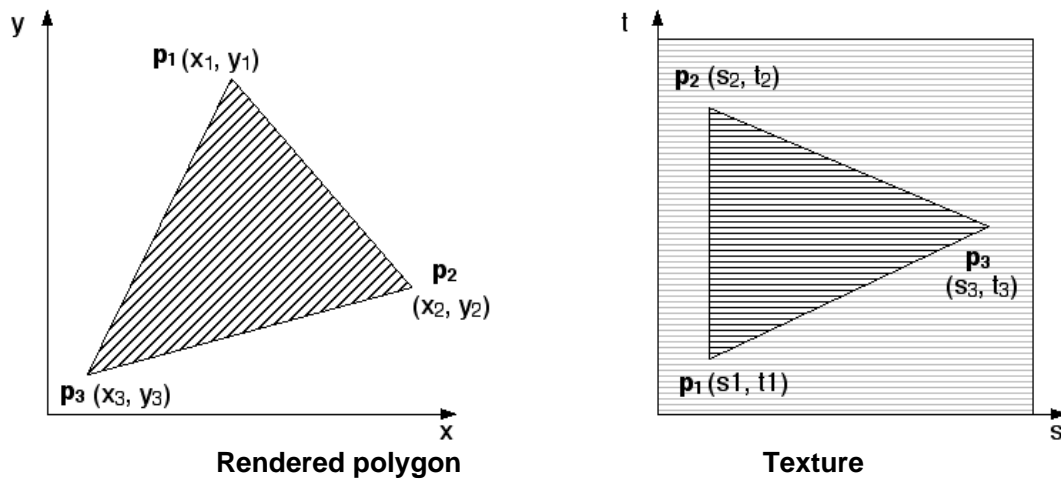 y
p1 (x1, y1)
p2
(x2, y2)
p3 (x3, y3)
x
Rendered polygon
t
p2 (s2, t2)
p3
(s3, t3)
p1 (s1, t1)
s
Texture